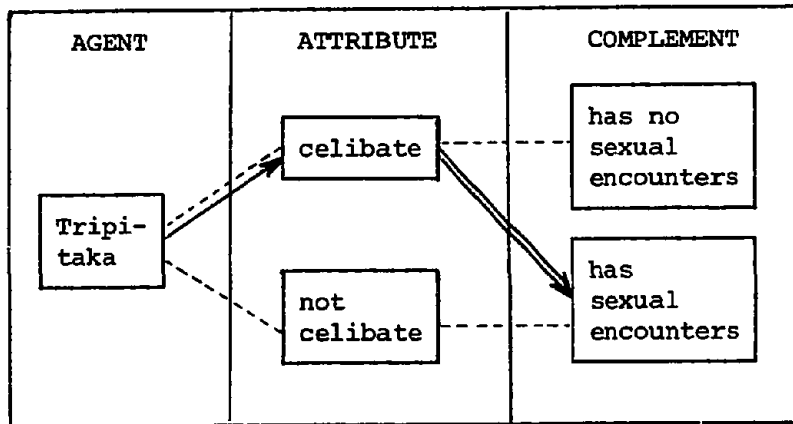 AGENT
ATTRIBUTE
COMPLEMENT
Tripi-
taka
celibate
not
celibate
has no
sexual
encounters
has
sexual
encounters